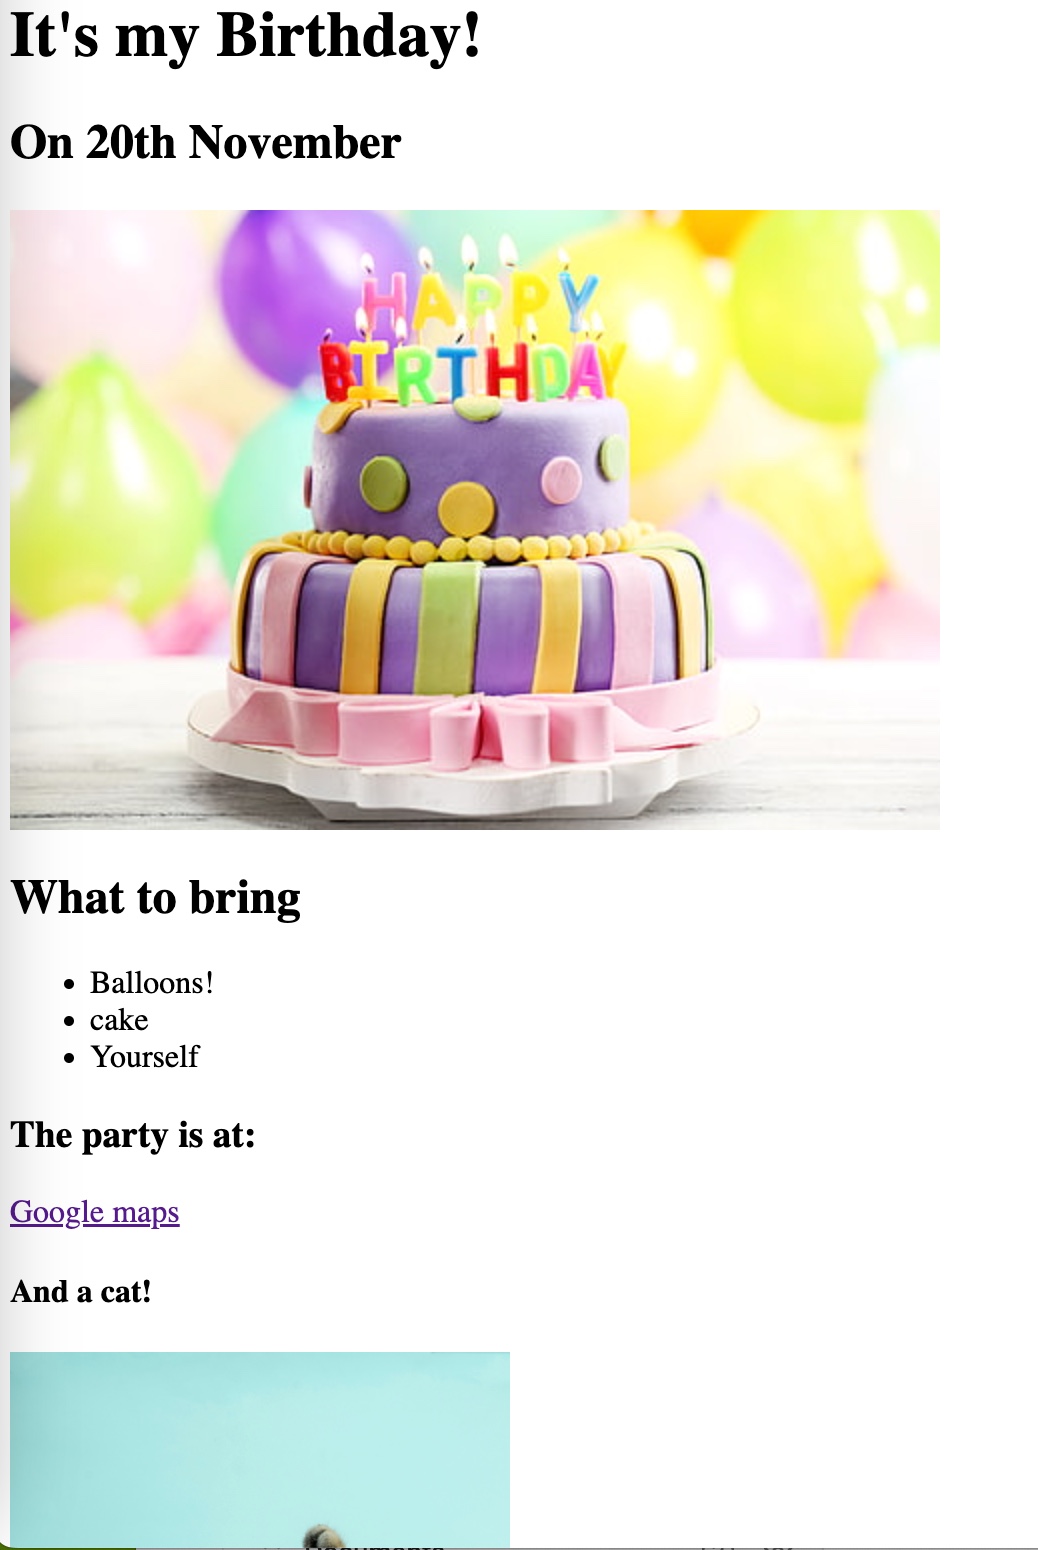 It's my Birthday!
On 20th November
HAPPY
BIRTHDAY
What to bring
Balloons!
cake
Yourself
The party is at:
Google maps
And a cat!